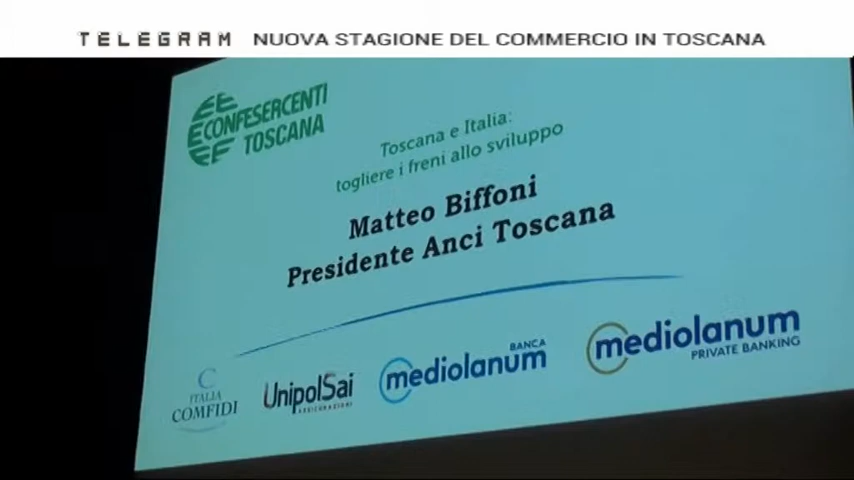 TELEGRAM NUOVA STAGIONE DEL COMMERCIO IN TOSCANA
CONFESERCENTI
TOSCANA
Toscana e Italia:
togliere i freni allo sviluppo
Matteo Biffoni
Presidente Anci Toscana
ITALIA
COMFIDI
UnipolSai
ASSICURAZIONI
BANCA
mediolanum
mediolanum
PRIVATE BANKING